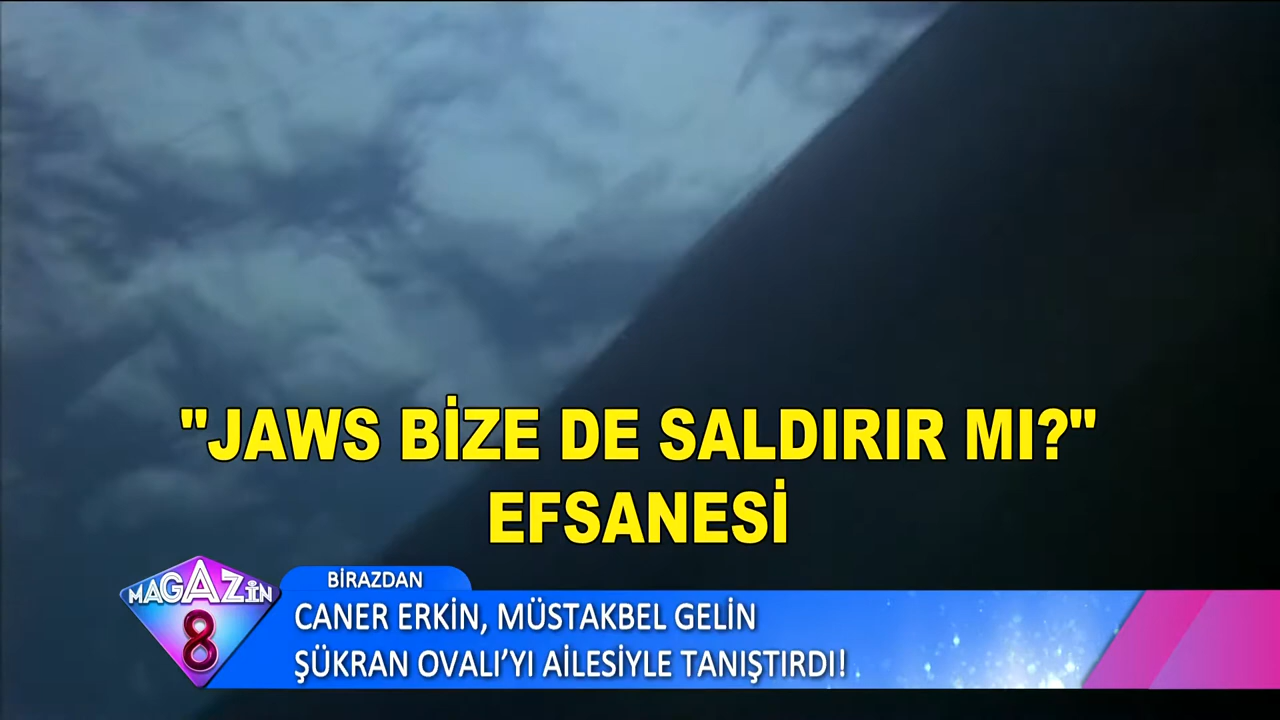 "JAWS BİZE DE SALDIRIR MI?"
EFSANESİ
BİRAZDAN
MAGAZİN
8
CANER ERKİN, MÜSTAKBEL GELİN
ŞÜKRAN OVALI’YI AİLESİYLE TANIŞTIRDI!